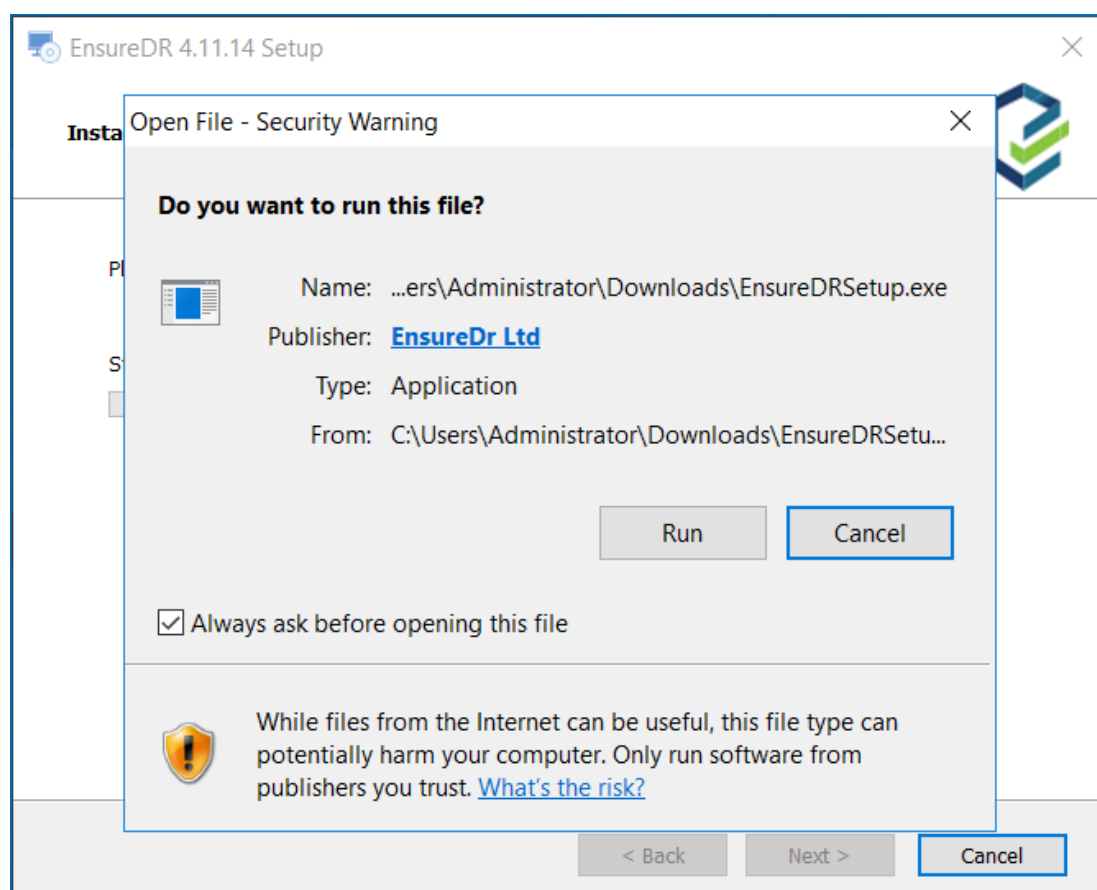 EnsureDR 4.11.14 Setup
Insta
Open File - Security Warning
Do you want to run this file?
Pl
Name: ...ers\Administrator\Downloads\EnsureDRSetup.exe
Publisher: EnsureDr Ltd
Type: Application
From: C:\Users\Administrator\Downloads\EnsureDRSetu...
Run Cancel
Always ask before opening this file
While files from the Internet can be useful, this file type can
potentially harm your computer. Only run software from
publishers you trust. What's the risk?
< Back Next > Cancel